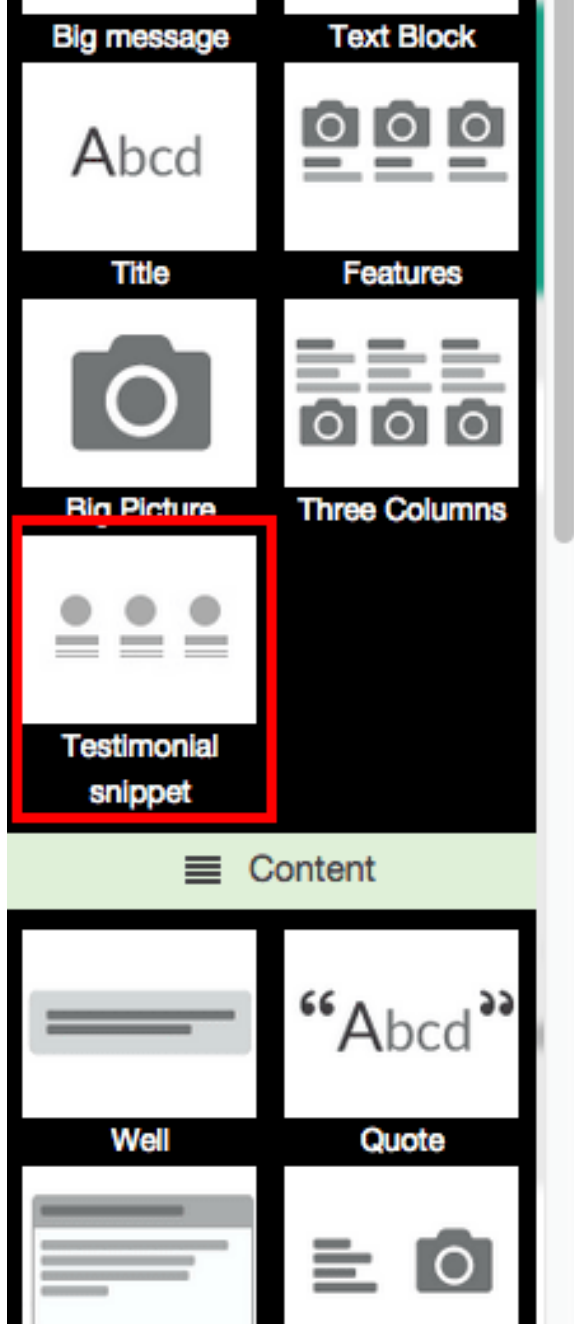 Big message
Text Block
Abcd
Title
Features
Big Picture
Three Columns
Testimonial
snippet
Content
“Abcd”
Well
Quote